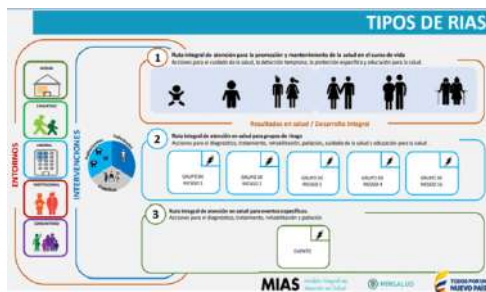 TIPOS DE RIAS
ENTORNOS
HOGAR
EDUCATIVO
LABORAL
INSTITUCIONAL
COMUNITARIO
INTERVENCIONES
1
Ruta integral de atención para la promoción y mantenimiento de la salud en el curso de vida
Acciones para el cuidado de la salud, la detección temprana, la protección específica y educación para la salud
Resultados en salud / Desarrollo Integral
2
Ruta integral de atención en salud para grupos de riesgo
Acciones para el diagnóstico, tratamiento, rehabilitación, paliación, cuidado de la salud y educación para la salud
GRUPO DE
RIESGO 1
GRUPO DE
RIESGO 2
GRUPO DE
RIESGO 3
GRUPO DE
RIESGO 4
GRUPO DE
RIESGO 16
3
Ruta integral de atención en salud para eventos específicos
Acciones para el diagnóstico, tratamiento, rehabilitación y paliación
EVENTO
MIAS
Modelo Integral de
Atención en Salud
MINSALUD
TODOS POR UN
NUEVO PAÍS